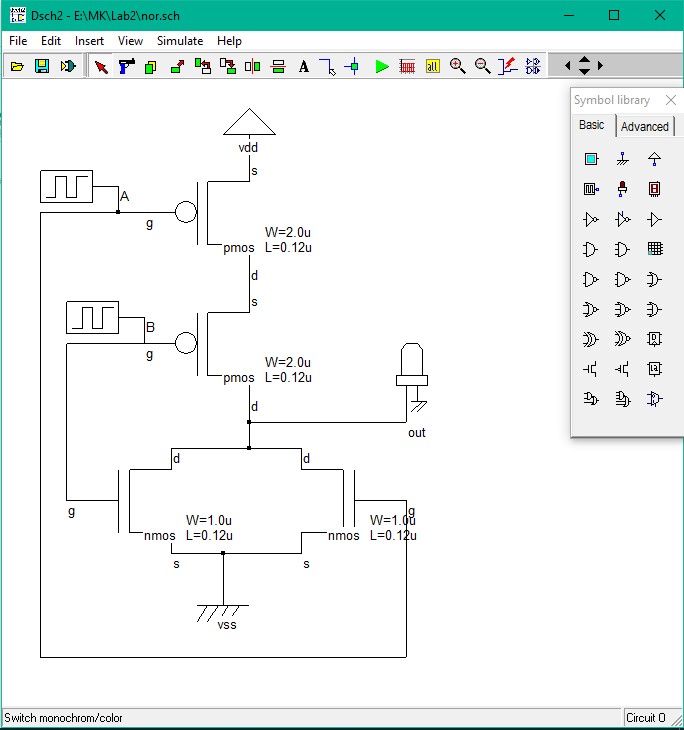 Dsch2 - E:\MK\Lab2\nor.sch
File Edit Insert View Simulate Help
A
all
Symbol library
Basic Advanced
vdd
s
A
g
W=2.0u
pmos L=0.12u
d
s
B
g
W=2.0u
pmos L=0.12u
d
out
d d
g g
W=1.0u W=1.0u
nmos L=0.12u nmos L=0.12u
s s
vss
Switch monochrom/color Circuit 0